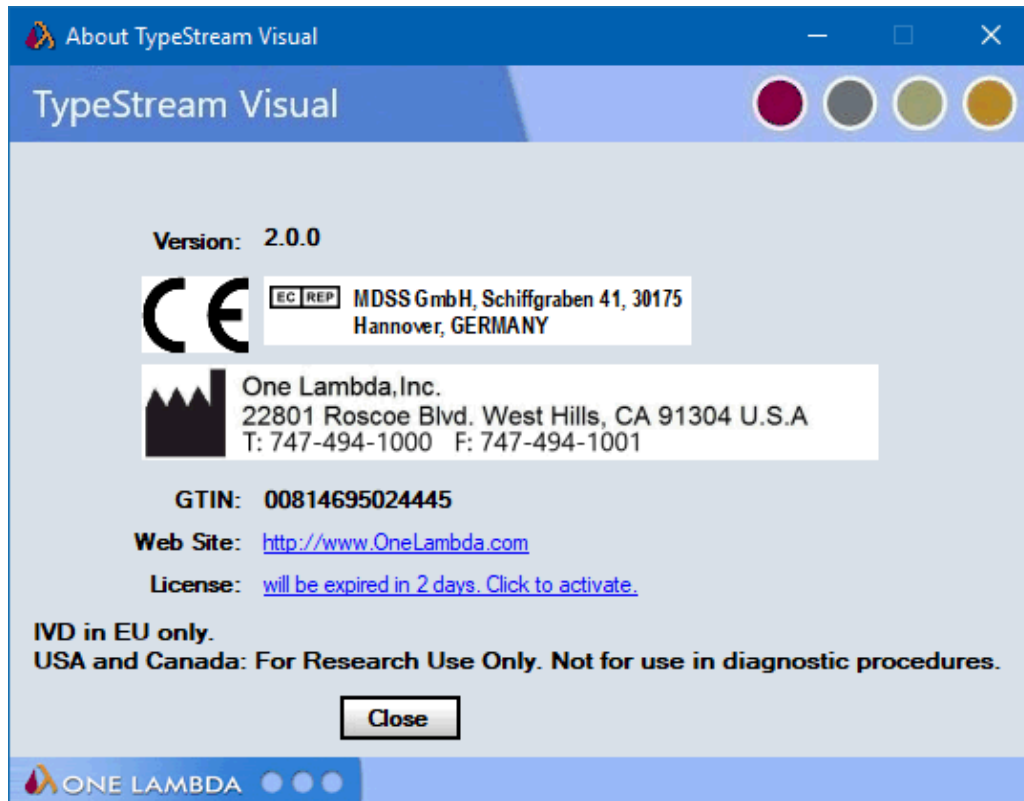 About TypeStream Visual
TypeStream Visual
Version: 2.0.0
CE EC REP MDSS GmbH, Schiffgraben 41, 30175
Hannover, GERMANY
One Lambda,Inc.
22801 Roscoe Blvd. West Hills, CA 91304 U.S.A
T: 747-494-1000 F: 747-494-1001
GTIN: 00814695024445
Web Site: http://www.OneLambda.com
License: will be expired in 2 days. Click to activate.
IVD in EU only.
USA and Canada: For Research Use Only. Not for use in diagnostic procedures.
Close
ONE LAMBDA